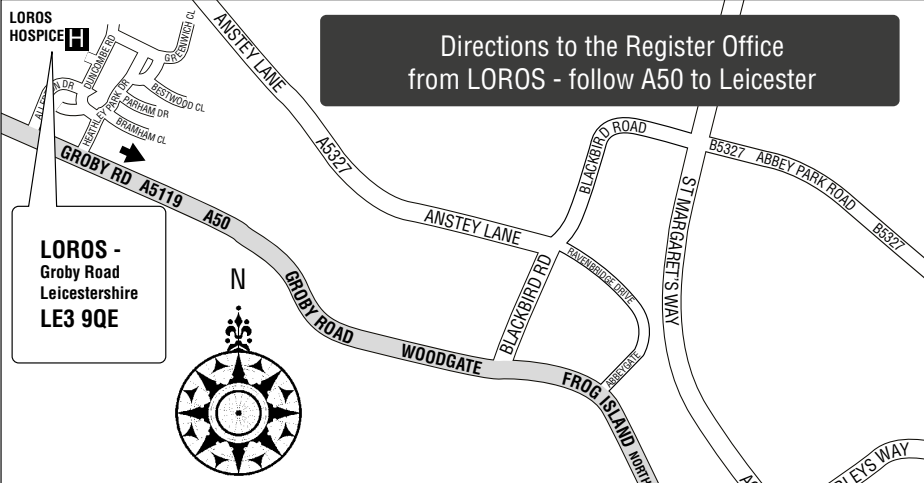 LOROS
HOSPICE H
Directions to the Register Office
from LOROS - follow A50 to Leicester
ANSTEY LANE
A5327
ANSTEY LANE
DUNCOMBE RD
GREENWICH CL
BESTWOOD CL
PARHAM DR
HEATHLEY PARK DR
BRAMHAM CL
GROBY RD A5119 A50
LOROS -
Groby Road
Leicestershire
LE3 9QE
N
GROBY ROAD
WOODGATE
FROG ISLAND
NORTH
BLACKBIRD ROAD
BLACKBIRD RD
RAVENBRIDGE DRIVE
ABBEYGATE
ST MARGARET'S WAY
B5327 ABBEY PARK ROAD
B5327
LEYS WAY